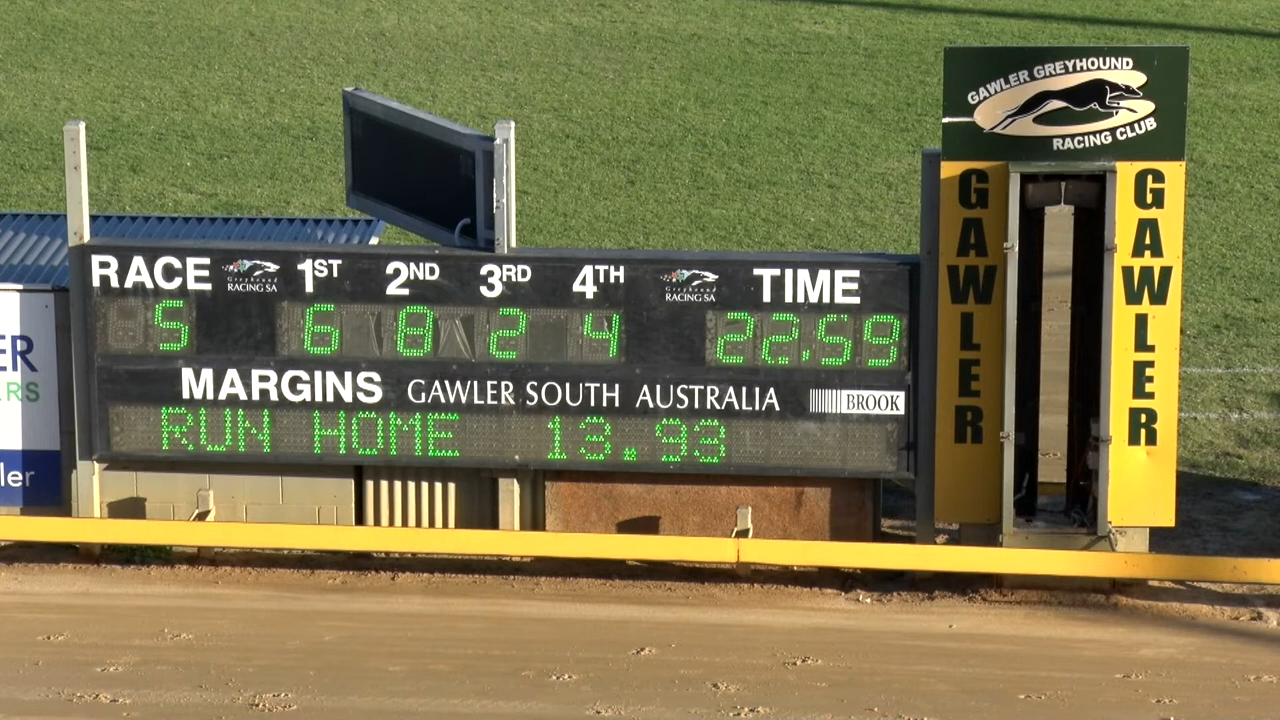 GAWLER GREYHOUND
RACING CLUB
GAWLER
GAWLER
RACE
Greyhound
RACING SA
1ST
2ND
3RD
4TH
Greyhound
RACING SA
TIME
5
6
8
2
4
22.59
MARGINS
GAWLER SOUTH AUSTRALIA
BROOK
RUN HOME 13.93
ER
RS
ler